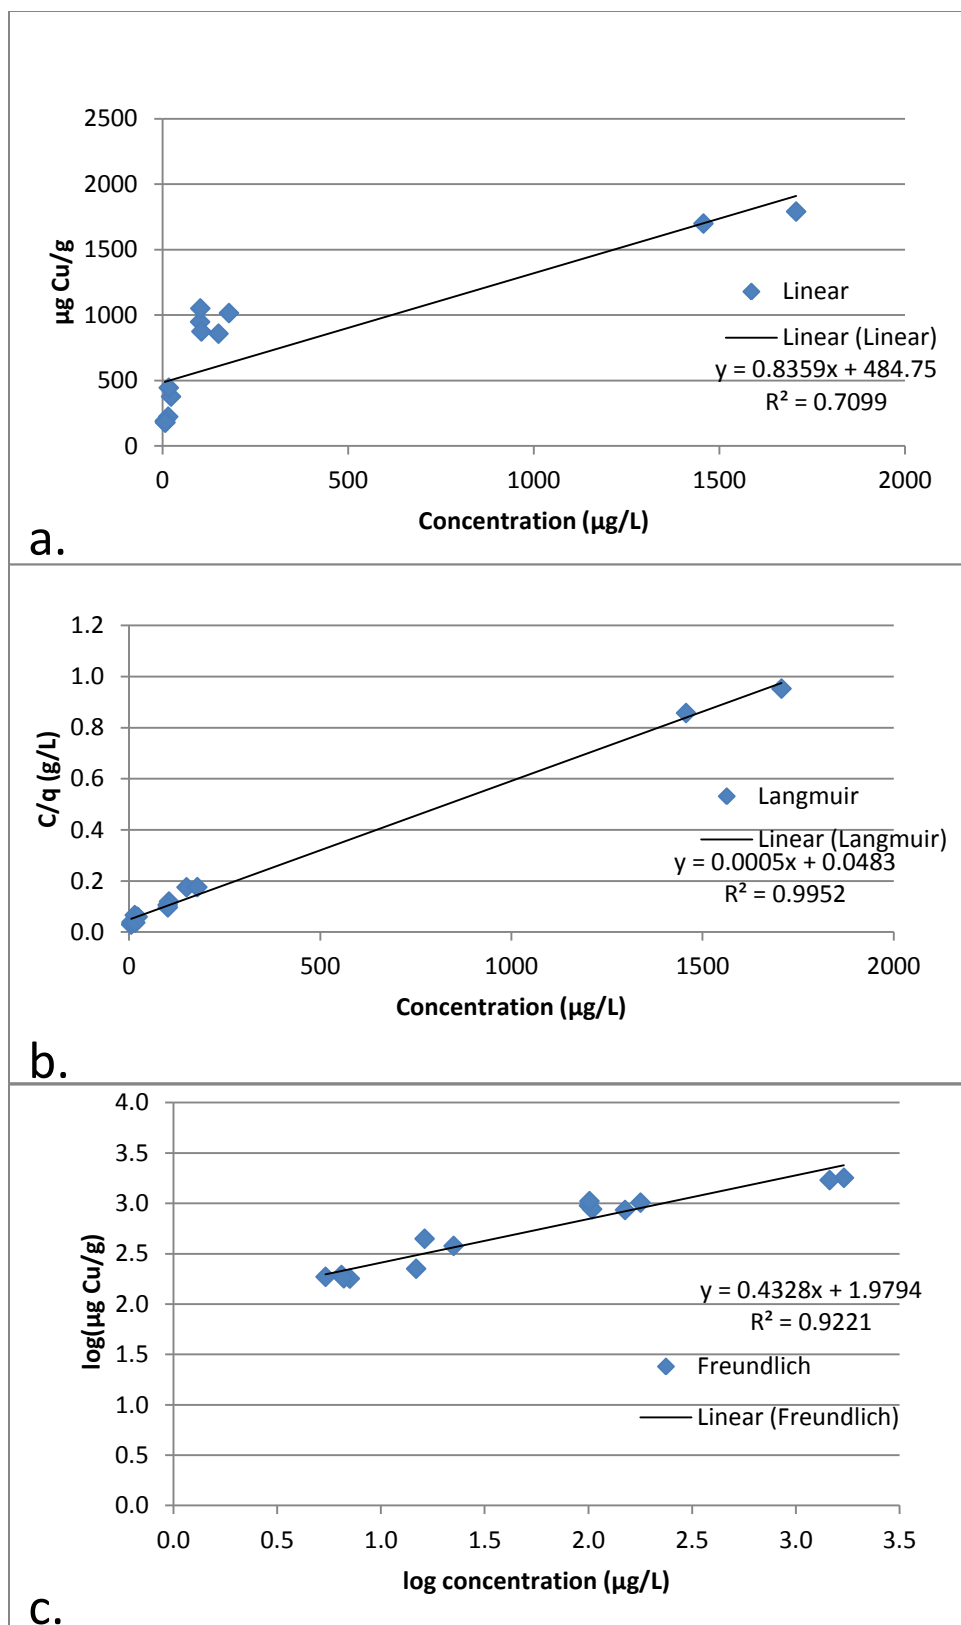 2500
2000
1500
1000
500
0
µg Cu/g
Linear
Linear (Linear)
y = 0.8359x + 484.75
R² = 0.7099
0 500 1000 1500 2000
Concentration (µg/L)
a.
1.2
1.0
0.8
0.6
0.4
0.2
0.0
C/q (g/L)
Langmuir
Linear (Langmuir)
y = 0.0005x + 0.0483
R² = 0.9952
0 500 1000 1500 2000
Concentration (µg/L)
b.
4.0
3.5
3.0
2.5
2.0
1.5
1.0
0.5
0.0
log(µg Cu/g)
y = 0.4328x + 1.9794
R² = 0.9221
Freundlich
Linear (Freundlich)
0.0 0.5 1.0 1.5 2.0 2.5 3.0 3.5
log concentration (µg/L)
c.